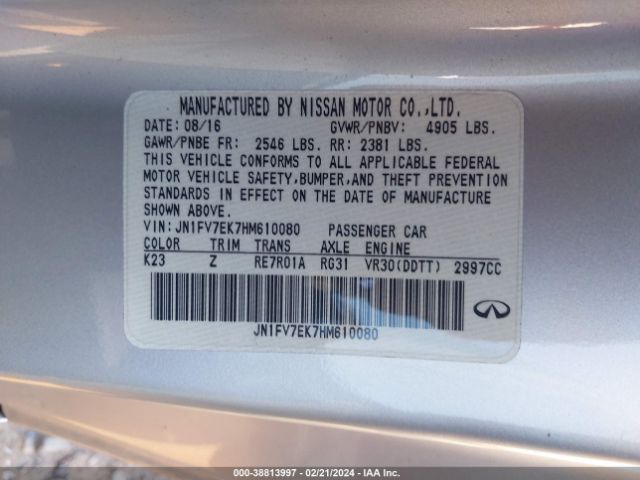 MANUFACTURED BY NISSAN MOTOR CO.,LTD.
DATE: 08/16 GVWR/PNBV: 4905 LBS.
GAWR/PNBE FR: 2546 LBS. RR: 2381 LBS.
THIS VEHICLE CONFORMS TO ALL APPLICABLE FEDERAL
MOTOR VEHICLE SAFETY,BUMPER,AND THEFT PREVENTION
STANDARDS IN EFFECT ON THE DATE OF MANUFACTURE
SHOWN ABOVE.
VIN: JN1FV7EK7HM610080 PASSENGER CAR
COLOR TRIM TRANS AXLE ENGINE
K23 Z RE7R01A RG31 VR30(DDTT) 2997CC
JN1FV7EK7HM610080
INFINITI
000-38813997 - 02/21/2024 - IAA Inc.